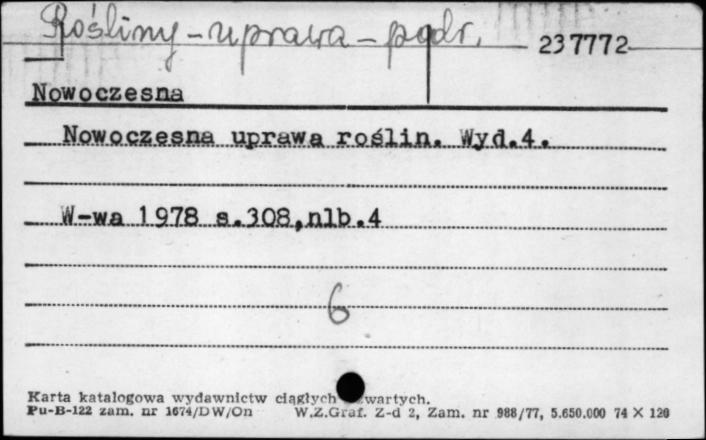 Rośliny - uprawa - podr. 237772
Nowoczesna
Nowoczesna uprawa roślin. Wyd.4.
W-wa 1978 s.308,nlb.4
6
Karta katalogowa wydawnictw ciągłych wartych.
Pu-B-122 zam. nr 1674/DW/On W.Z.Graf. Z-d 2, Zam. nr 988/77, 5.650.000 74 X 120